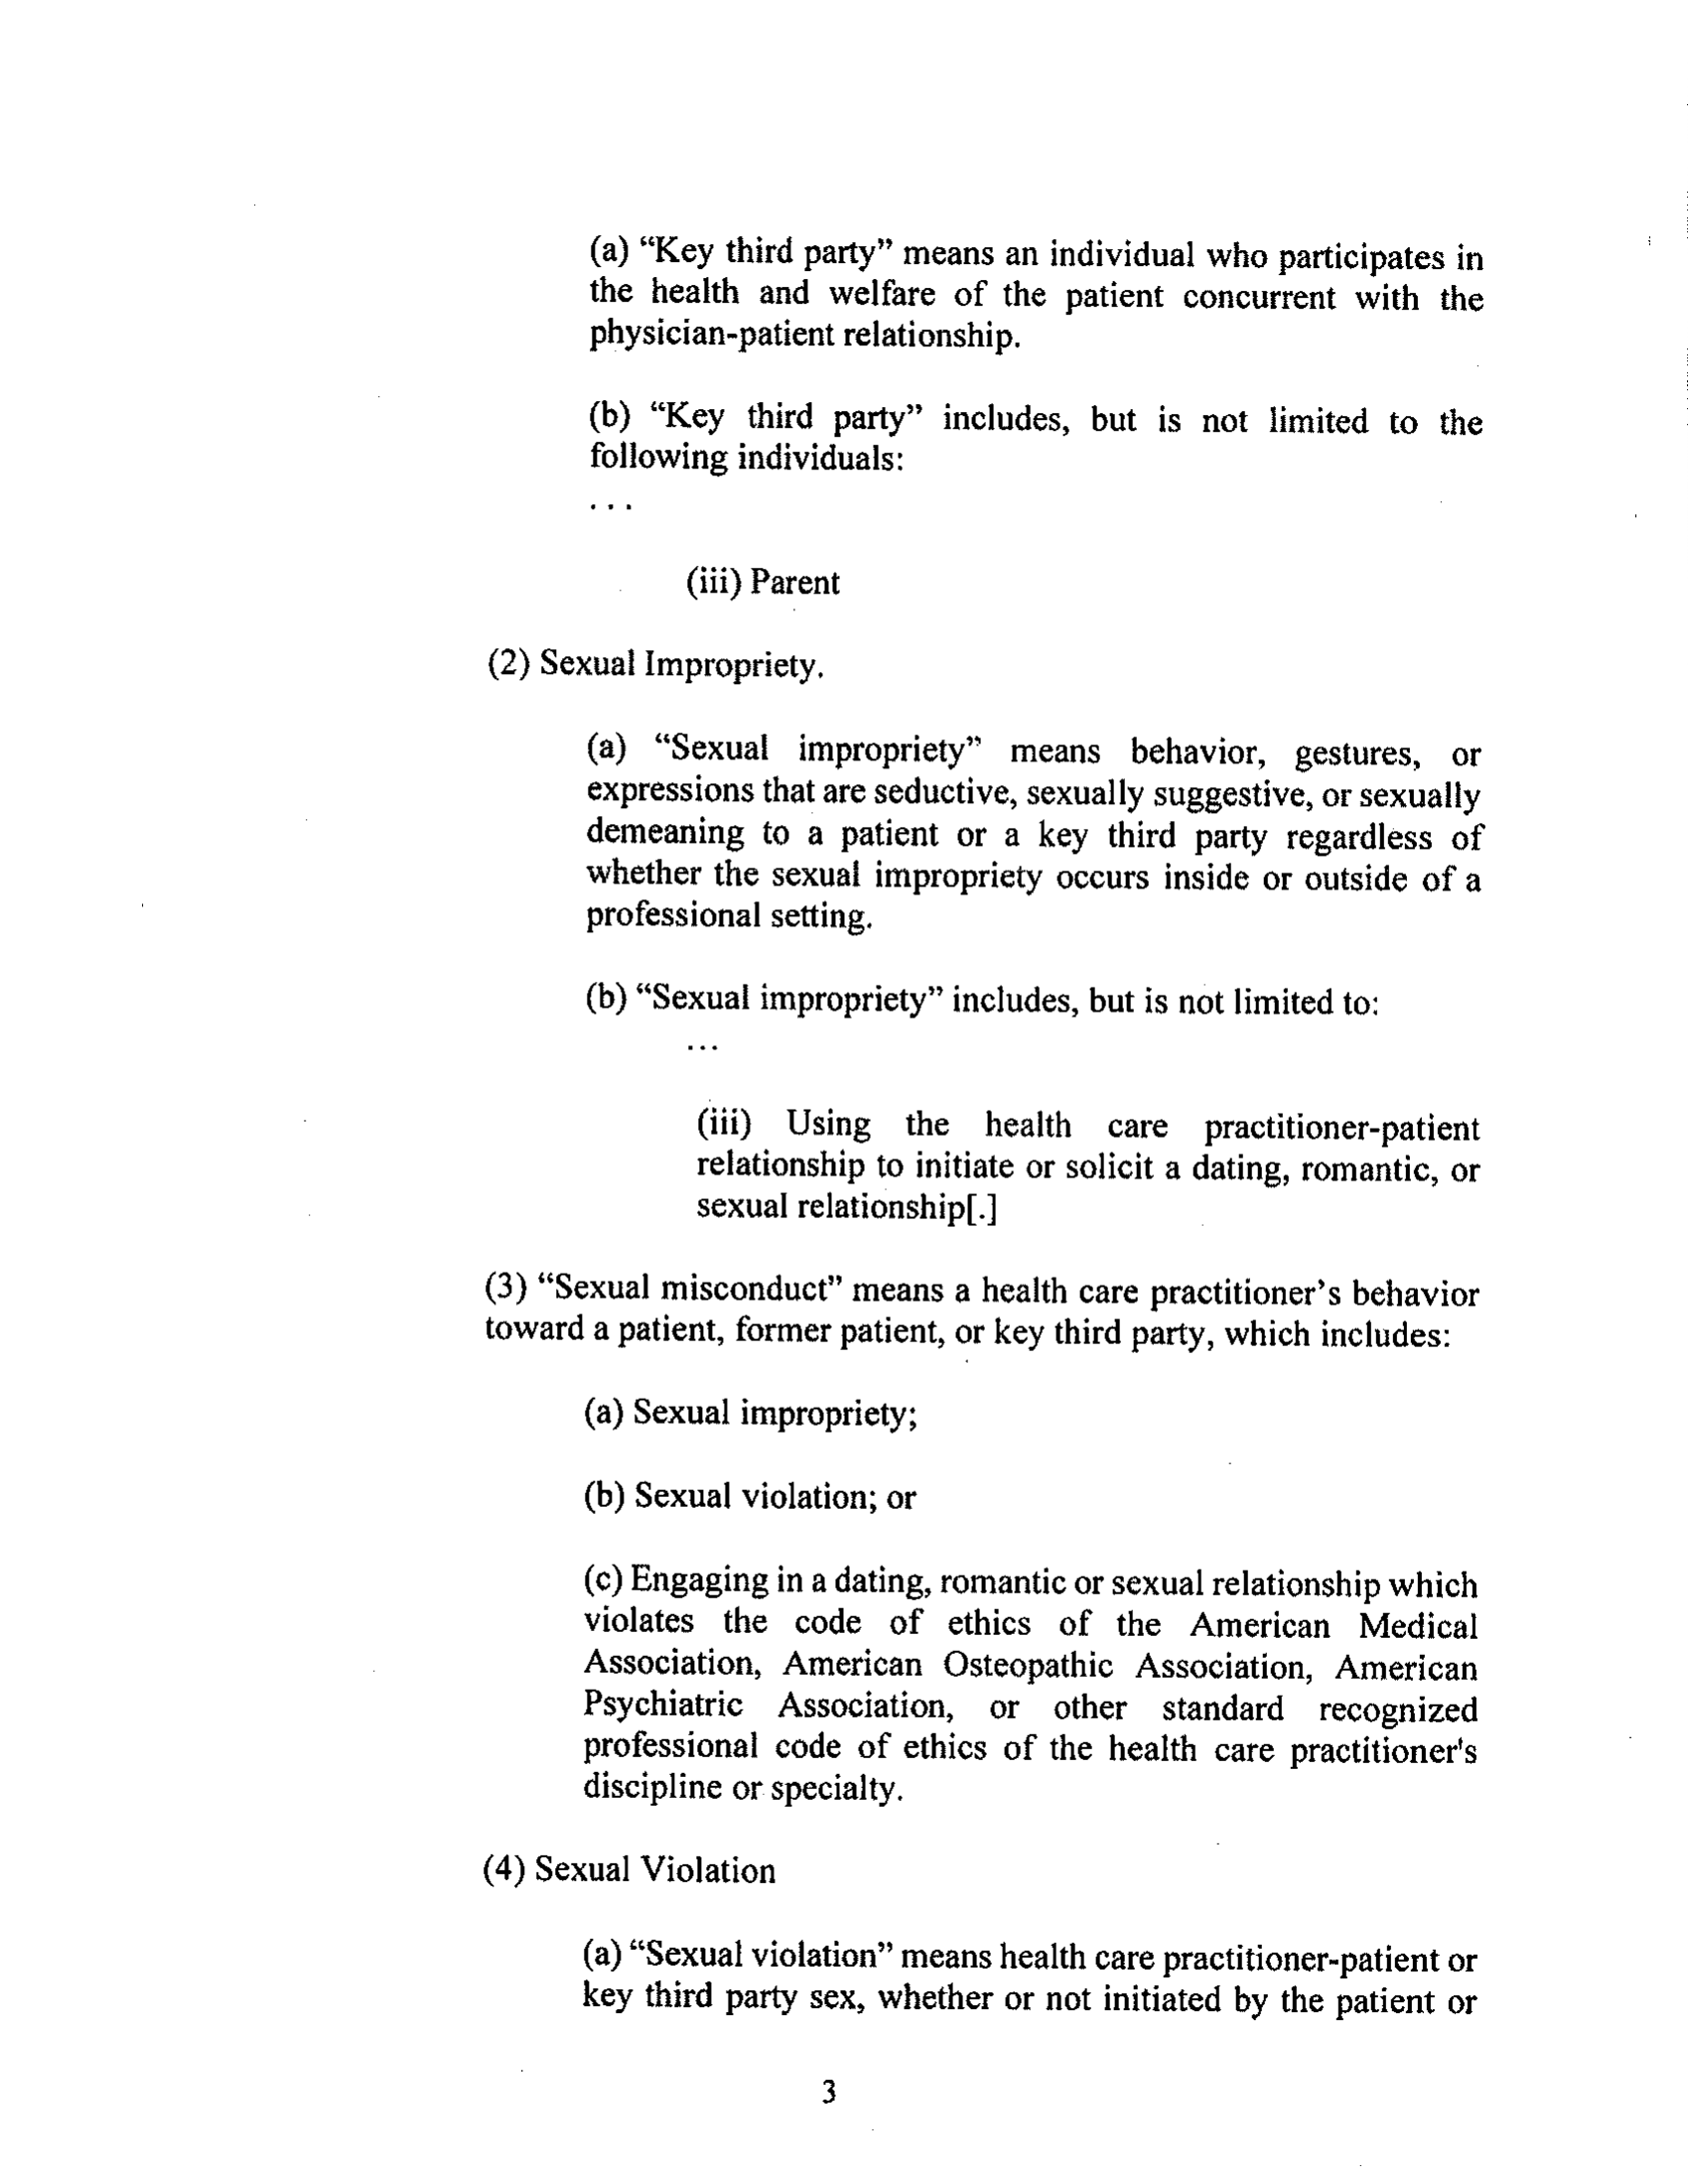 (a) “Key third party” means an individual who participates in
the health and welfare of the patient concurrent with the
physician-patient relationship.
(b) “Key third party” includes, but is not limited to the
following individuals:
. . .
(iii) Parent
(2) Sexual Impropriety.
(a) “Sexual impropriety” means behavior, gestures, or
expressions that are seductive, sexually suggestive, or sexually
demeaning to a patient or a key third party regardless of
whether the sexual impropriety occurs inside or outside of a
professional setting.
(b) “Sexual impropriety” includes, but is not limited to:
...
(iii) Using the health care practitioner-patient
relationship to initiate or solicit a dating, romantic, or
sexual relationship[.]
(3) “Sexual misconduct” means a health care practitioner’s behavior
toward a patient, former patient, or key third party, which includes:
(a) Sexual impropriety;
(b) Sexual violation; or
(c) Engaging in a dating, romantic or sexual relationship which
violates the code of ethics of the American Medical
Association, American Osteopathic Association, American
Psychiatric Association, or other standard recognized
professional code of ethics of the health care practitioner's
discipline or specialty.
(4) Sexual Violation
(a) “Sexual violation” means health care practitioner-patient or
key third party sex, whether or not initiated by the patient or
3